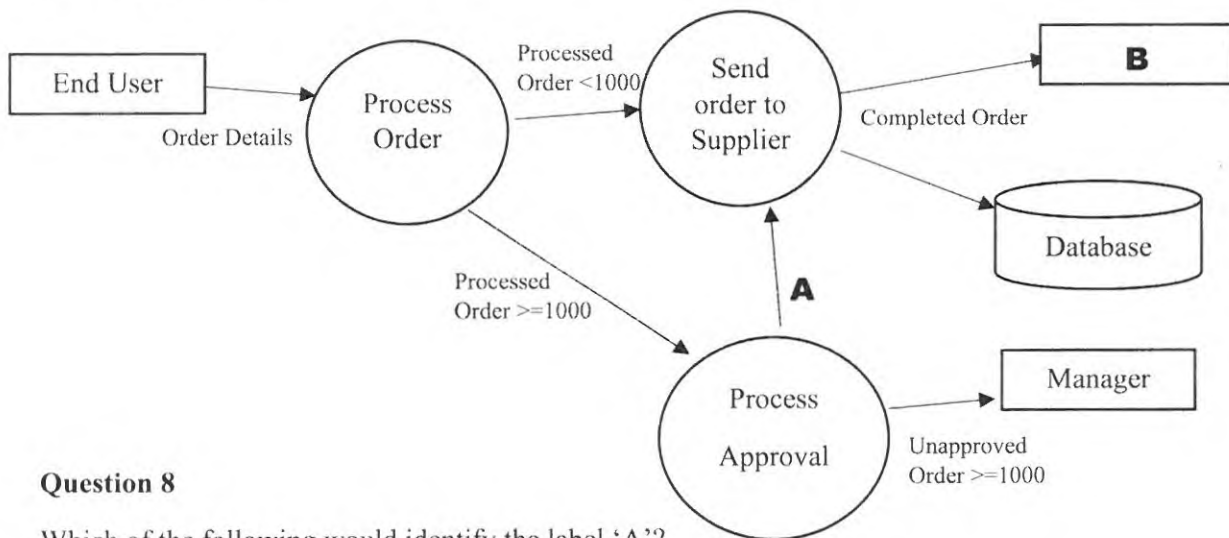 End User
Order Details
Process
Order
Processed
Order <1000
Send
order to
Supplier
B
Completed Order
Database
Processed
Order >=1000
A
Process
Approval
Manager
Unapproved
Order >=1000
Question 8
Which of the following would identify the label ‘A’?